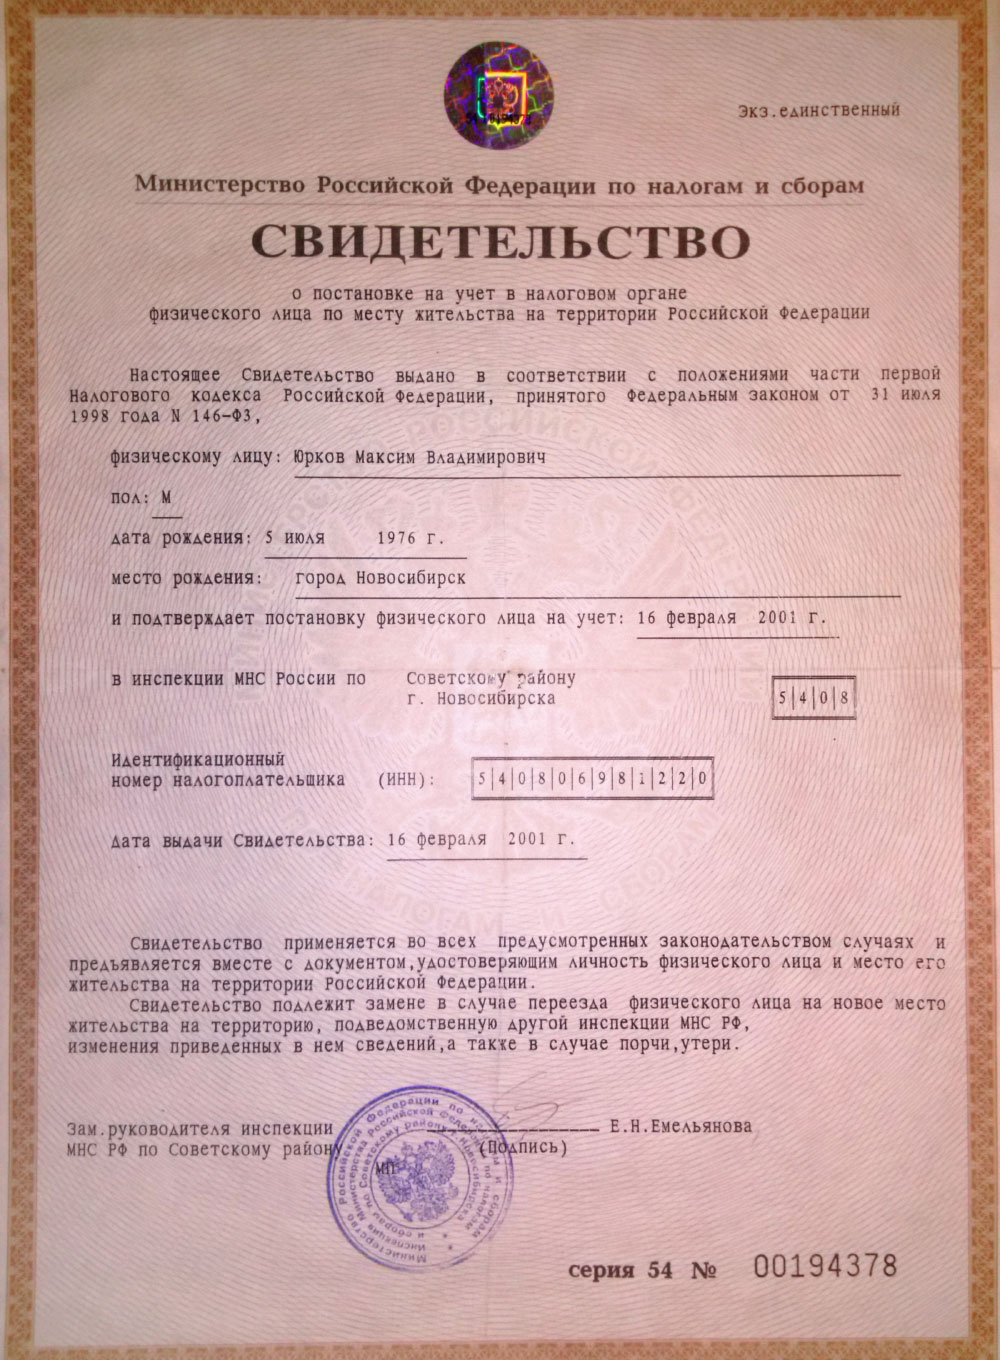 54 00194378
Экз.единственный
Министерство Российской Федерации по налогам и сборам
СВИДЕТЕЛЬСТВО
о постановке на учет в налоговом органе
физического лица по месту жительства на территории Российской Федерации
Настоящее Свидетельство выдано в соответствии с положениями части первой
Налогового кодекса Российской Федерации, принятого Федеральным законом от 31 июля
1998 года N 146-ФЗ,
физическому лицу: Юрков Максим Владимирович
пол: М
дата рождения: 5 июля 1976 г.
место рождения: город Новосибирск
и подтверждает постановку физического лица на учет: 16 февраля 2001 г.
в инспекции МНС России по Советскому району
г. Новосибирска 5408
Идентификационный
номер налогоплательшика (ИНН): 540806981220
Дата выдачи Свидетельства: 16 февраля 2001 г.
Свидетельство применяется во всех предусмотренных законодательством случаях и
предъявляется вместе с документом,удостоверяющим личность физического лица и место его
жительства на территории Российской Федерации.
Свидетельство подлежит замене в случае переезда физического лица на новое место
жительства на территорию, подведомственную другой инспекции МНС РФ,
изменения приведенных в нем сведений,а также в случае порчи,утери.
Зам.руководителя инспекции Е.Н.Емельянова
МНС РФ по Советскому району (Подпись)
МП
серия 54 № 00194378